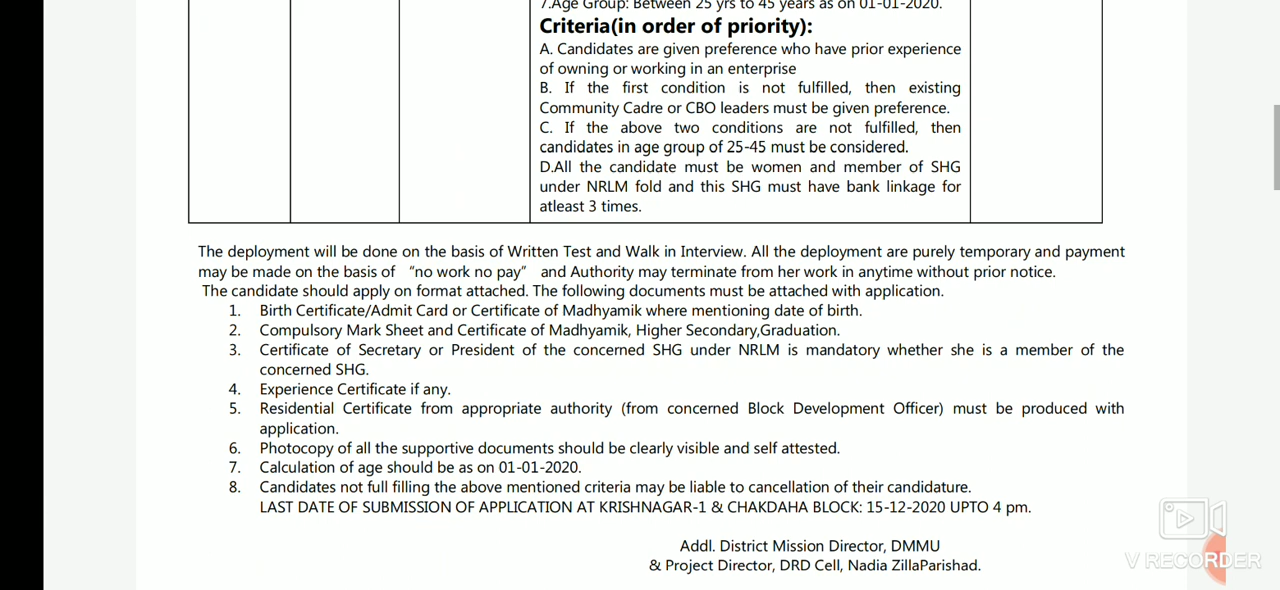 7.Age Group: Between 25 yrs to 45 years as on 01-01-2020.
Criteria(in order of priority):
A. Candidates are given preference who have prior experience
of owning or working in an enterprise
B. If the first condition is not fulfilled, then existing
Community Cadre or CBO leaders must be given preference.
C. If the above two conditions are not fulfilled, then
candidates in age group of 25-45 must be considered.
D.All the candidate must be women and member of SHG
under NRLM fold and this SHG must have bank linkage for
atleast 3 times.
The deployment will be done on the basis of Written Test and Walk in Interview. All the deployment are purely temporary and payment
may be made on the basis of “no work no pay” and Authority may terminate from her work in anytime without prior notice.
The candidate should apply on format attached. The following documents must be attached with application.
1. Birth Certificate/Admit Card or Certificate of Madhyamik where mentioning date of birth.
2. Compulsory Mark Sheet and Certificate of Madhyamik, Higher Secondary,Graduation.
3. Certificate of Secretary or President of the concerned SHG under NRLM is mandatory whether she is a member of the
concerned SHG.
4. Experience Certificate if any.
5. Residential Certificate from appropriate authority (from concerned Block Development Officer) must be produced with
application.
6. Photocopy of all the supportive documents should be clearly visible and self attested.
7. Calculation of age should be as on 01-01-2020.
8. Candidates not full filling the above mentioned criteria may be liable to cancellation of their candidature.
LAST DATE OF SUBMISSION OF APPLICATION AT KRISHNAGAR-1 & CHAKDAHA BLOCK: 15-12-2020 UPTO 4 pm.
Addl. District Mission Director, DMMU
& Project Director, DRD Cell, Nadia ZillaParishad.
V RECORDER